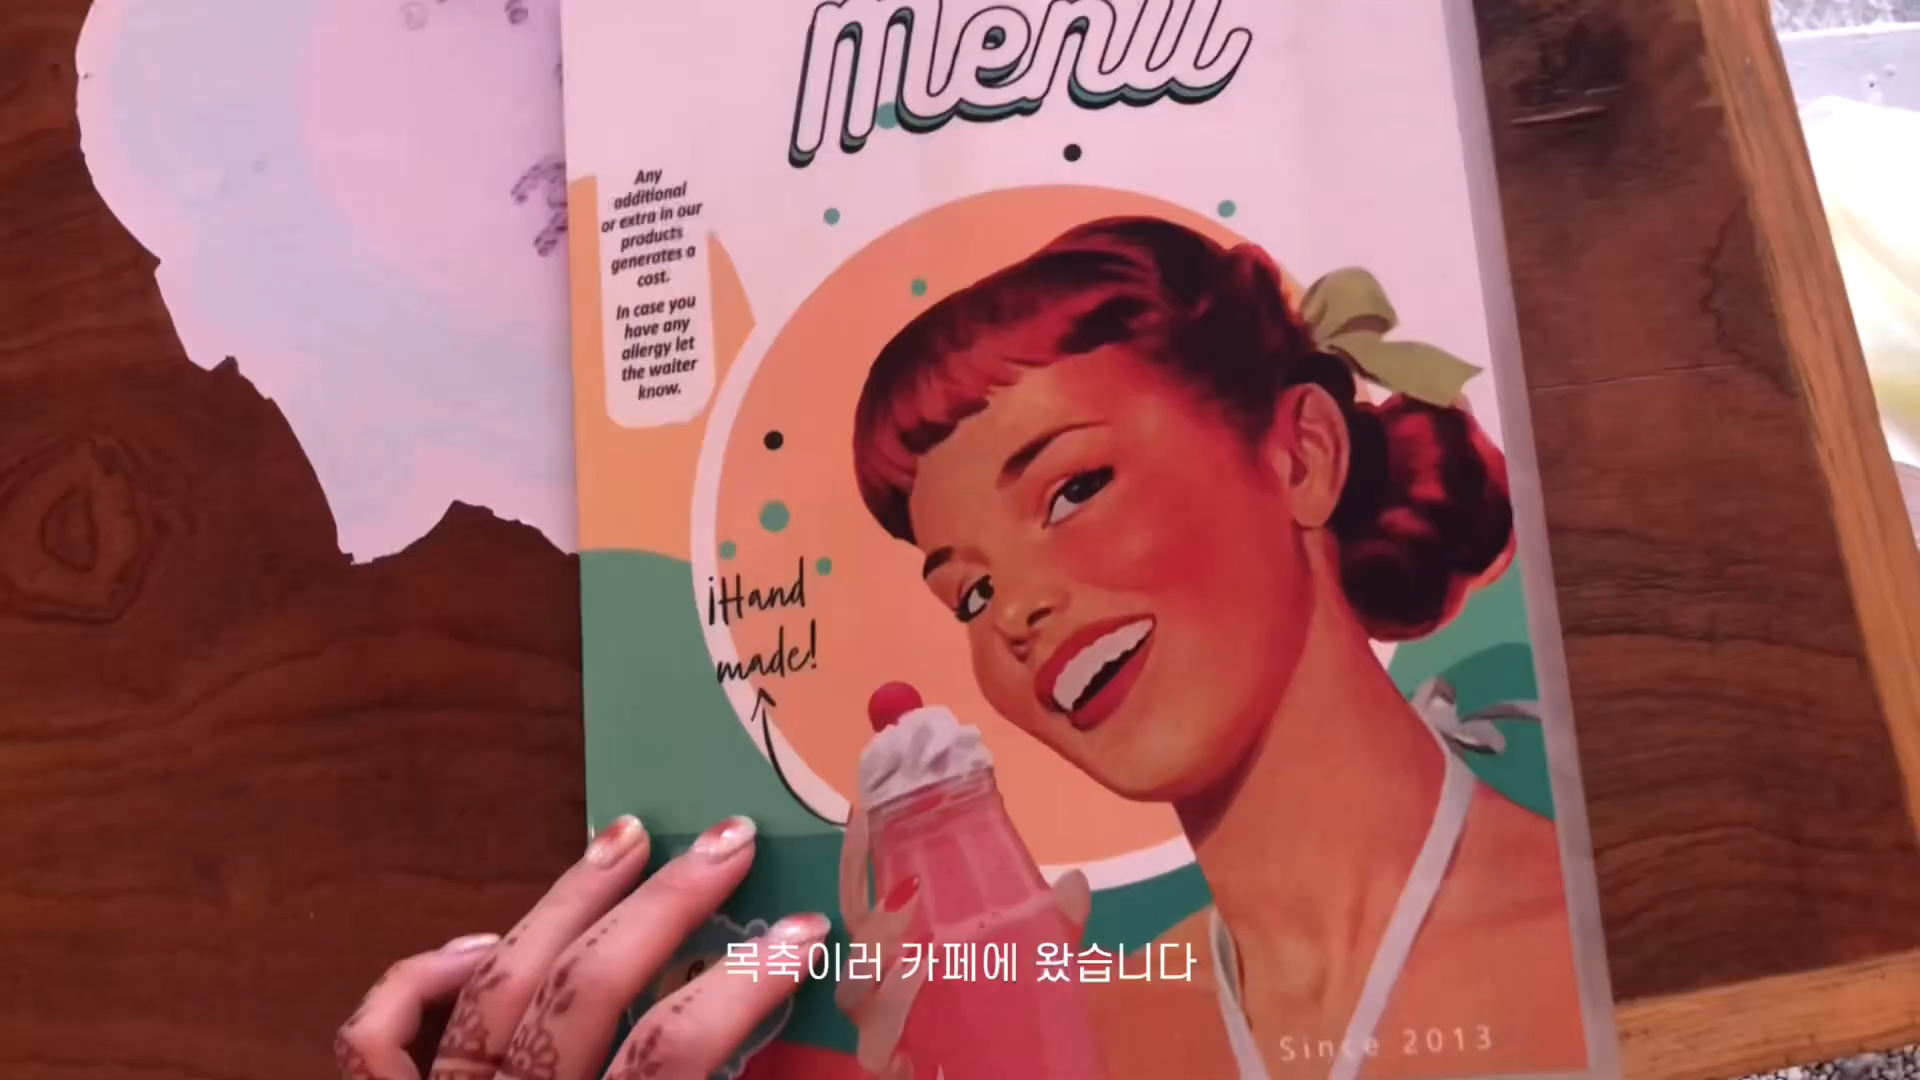 Menu
Any
additional
or extra in our
products
generates a
cost.
In case you
have any
allergy let
the waiter
know.
¡Hand
made!
목축이러 카페에 왔습니다
Since 2013